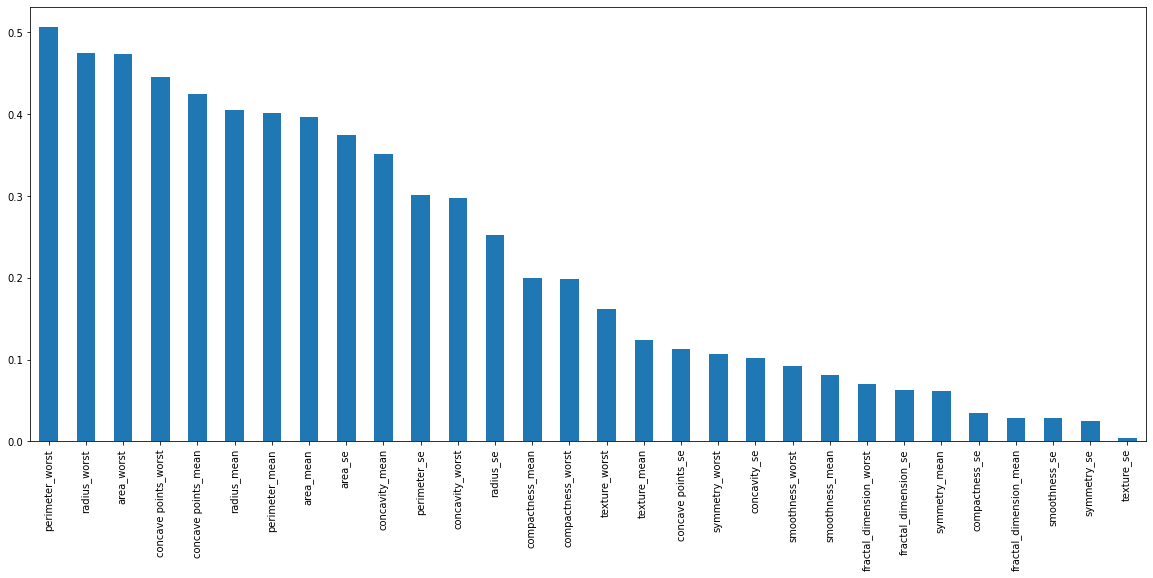 0.5
0.4
0.3
0.2
0.1
0.0
perimeter_worst
radius_worst
area_worst
concave points_worst
concave points_mean
radius_mean
perimeter_mean
area_mean
area_se
concavity_mean
perimeter_se
concavity_worst
radius_se
compactness_mean
compactness_worst
texture_worst
texture_mean
concave points_se
symmetry_worst
concavity_se
smoothness_worst
smoothness_mean
fractal_dimension_worst
fractal_dimension_se
symmetry_mean
compactness_se
fractal_dimension_mean
smoothness_se
symmetry_se
texture_se